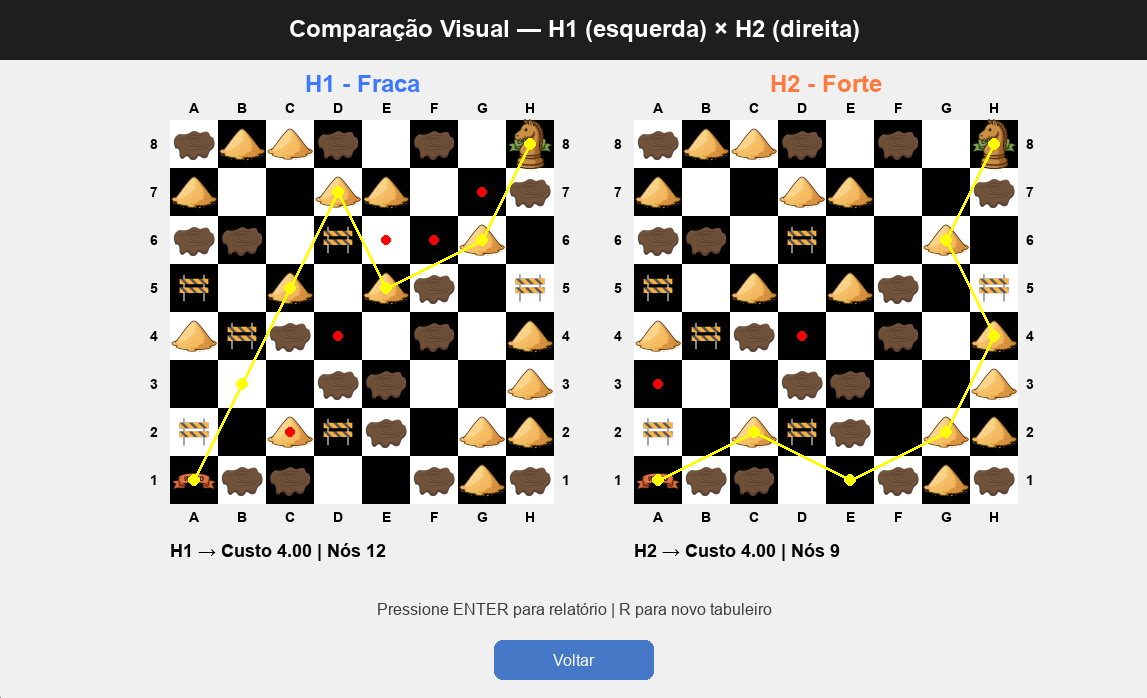 Comparação Visual — H1 (esquerda) × H2 (direita)
H1 - Fraca
H2 - Forte
A B C D E F G H
A B C D E F G H
8 8 8 8
7 7 7 7
6 6 6 6
5 5 5 5
4 4 4 4
3 3 3 3
2 2 2 2
1 1 1 1
A B C D E F G H
A B C D E F G H
H1 → Custo 4.00 | Nós 12
H2 → Custo 4.00 | Nós 9
Pressione ENTER para relatório | R para novo tabuleiro
Voltar